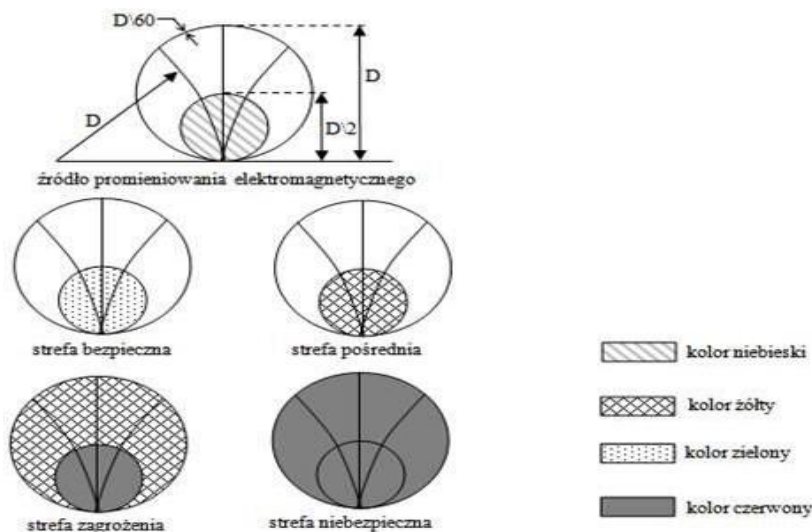 D\60
D
D
D\2
źródło promieniowania elektromagnetycznego
strefa bezpieczna
strefa pośrednia
kolor niebieski
kolor żółty
kolor zielony
kolor czerwony
strefa zagrożenia
strefa niebezpieczna